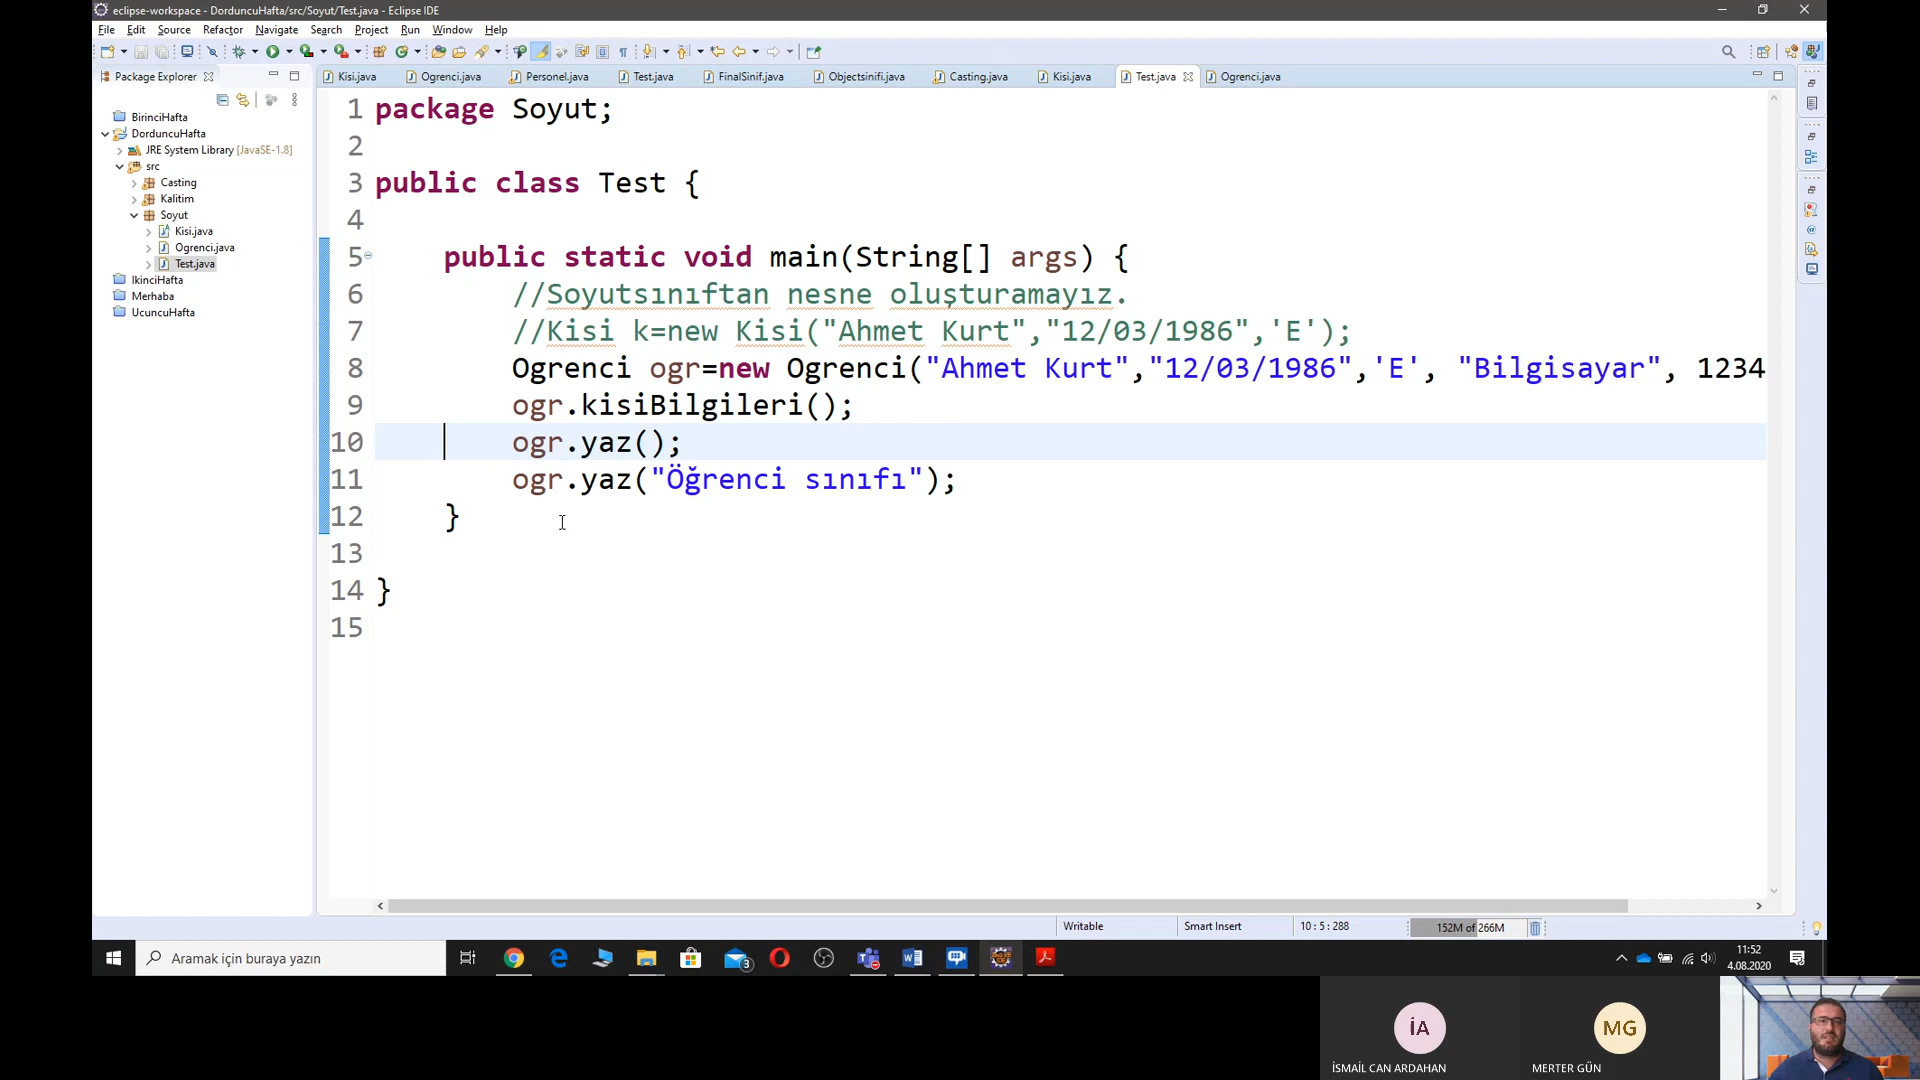 eclipse-workspace - DorduncuHafta/src/Soyut/Test.java - Eclipse IDE
File Edit Source Refactor Navigate Search Project Run Window Help
Package Explorer
Kisi.java Ogrenci.java Personel.java Test.java FinalSinif.java Objectsinifi.java Casting.java Kisi.java Test.java Ogrenci.java
BirinciHafta
DorduncuHafta
JRE System Library [JavaSE-1.8]
src
Casting
Kalitim
Soyut
Kisi.java
Ogrenci.java
Test.java
IkinciHafta
Merhaba
UcuncuHafta
1 package Soyut;
2
3 public class Test {
4
5 public static void main(String[] args) {
6 //Soyutsınıftan nesne oluşturamayız.
7 //Kisi k=new Kisi("Ahmet Kurt","12/03/1986",'E');
8 Ogrenci ogr=new Ogrenci("Ahmet Kurt","12/03/1986",'E', "Bilgisayar", 1234
9 ogr.kisiBilgileri();
10 ogr.yaz();
11 ogr.yaz("Öğrenci sınıfı");
12 }
13
14 }
15
Writable Smart Insert 10 : 5 : 288 152M of 266M
Aramak için buraya yazın
3
11:52
4.08.2020
İA
MG
İSMAİL CAN ARDAHAN
MERTER GÜN